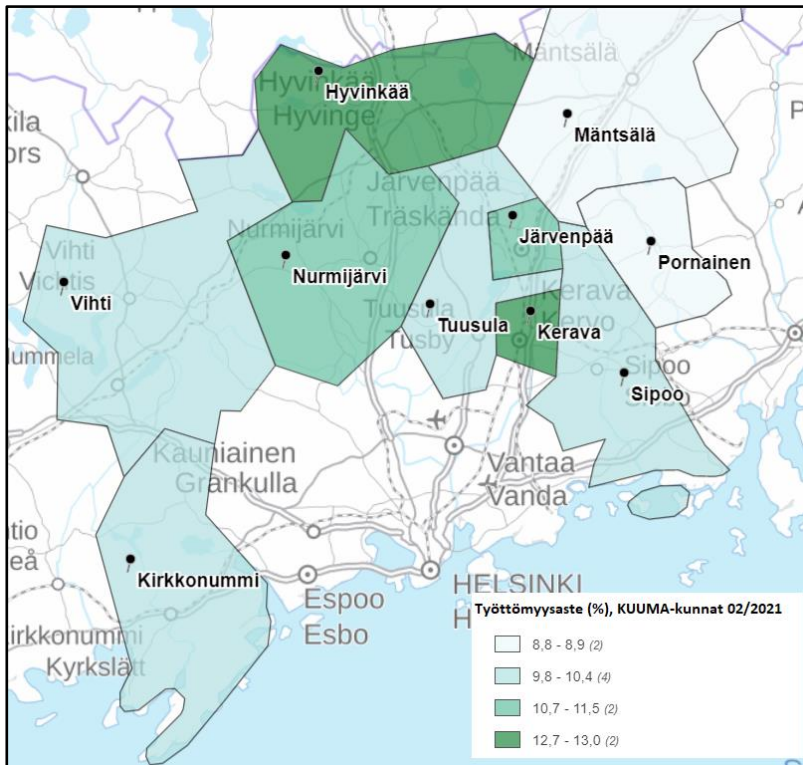 Mäntsälä
Hyvinkää
Hyvinkää
Hyvinge
Mäntsälä
kila
ors
Järvenpää
Träskända
Järvenpää
Nurmijärvi
Nurmijärvi
Pornainen
Vihti
Vichtis
Vihti
Kerava
Kervo
Kerava
Tuusula
Tusby
Tuusula
ummela
Sipoo
Sipoo
Kauniainen
Grankulla
Vantaa
Vanda
Kirkkonummi
Espoo
Esbo
HELSINKI
H
irkkonummi
Kyrkslätt
Työttömyysaste (%), KUUMA-kunnat 02/2021
8,8 - 8,9 (2)
9,8 - 10,4 (4)
10,7 - 11,5 (2)
12,7 - 13,0 (2)